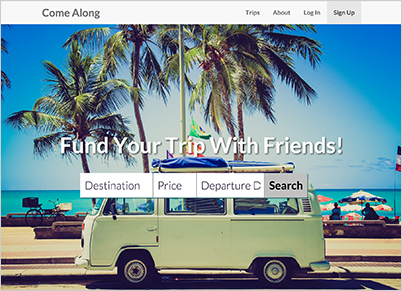 Come Along
Trips About Log In Sign Up
Fund Your Trip With Friends!
Destination Price Departure D Search